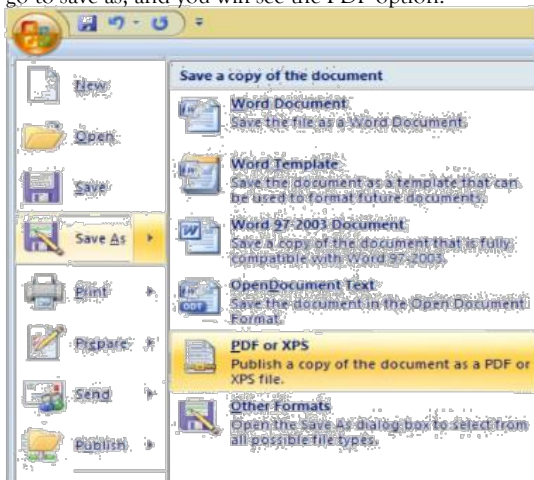 go to save as, and you will see the PDF option.
New
Open
Save
Save As
Print
Prepare
Send
Publish
Save a copy of the document
Word Document
Save the file as a Word Document.
Word Template
Save the document as a template that can
be used to format future documents.
Word 97-2003 Document
Save a copy of the document that is fully
compatible with Word 97-2003.
OpenDocument Text
Save the document in the Open Document
Format.
PDF or XPS
Publish a copy of the document as a PDF or
XPS file.
Other Formats
Open the Save As dialog box to select from
all possible file types.